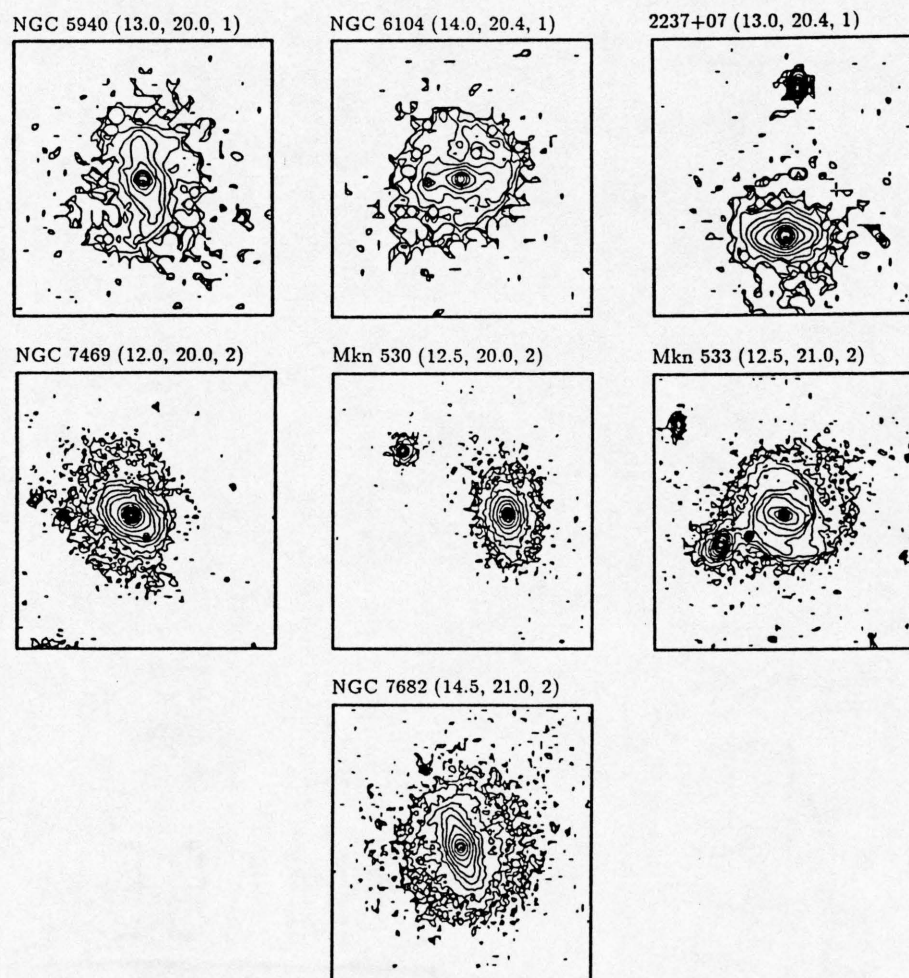 NGC 5940 (13.0, 20.0, 1)
NGC 6104 (14.0, 20.4, 1)
2237+07 (13.0, 20.4, 1)
NGC 7469 (12.0, 20.0, 2)
Mkn 530 (12.5, 20.0, 2)
Mkn 533 (12.5, 21.0, 2)
NGC 7682 (14.5, 21.0, 2)